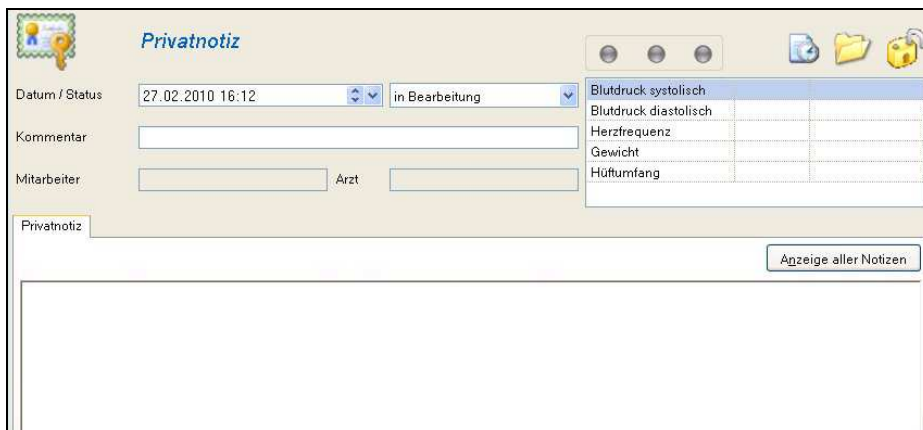 Privatnotiz
Datum / Status 27.02.2010 16:12 in Bearbeitung
Kommentar
Mitarbeiter Arzt
Blutdruck systolisch
Blutdruck diastolisch
Herzfrequenz
Gewicht
Hüftumfang
Privatnotiz
Anzeige aller Notizen